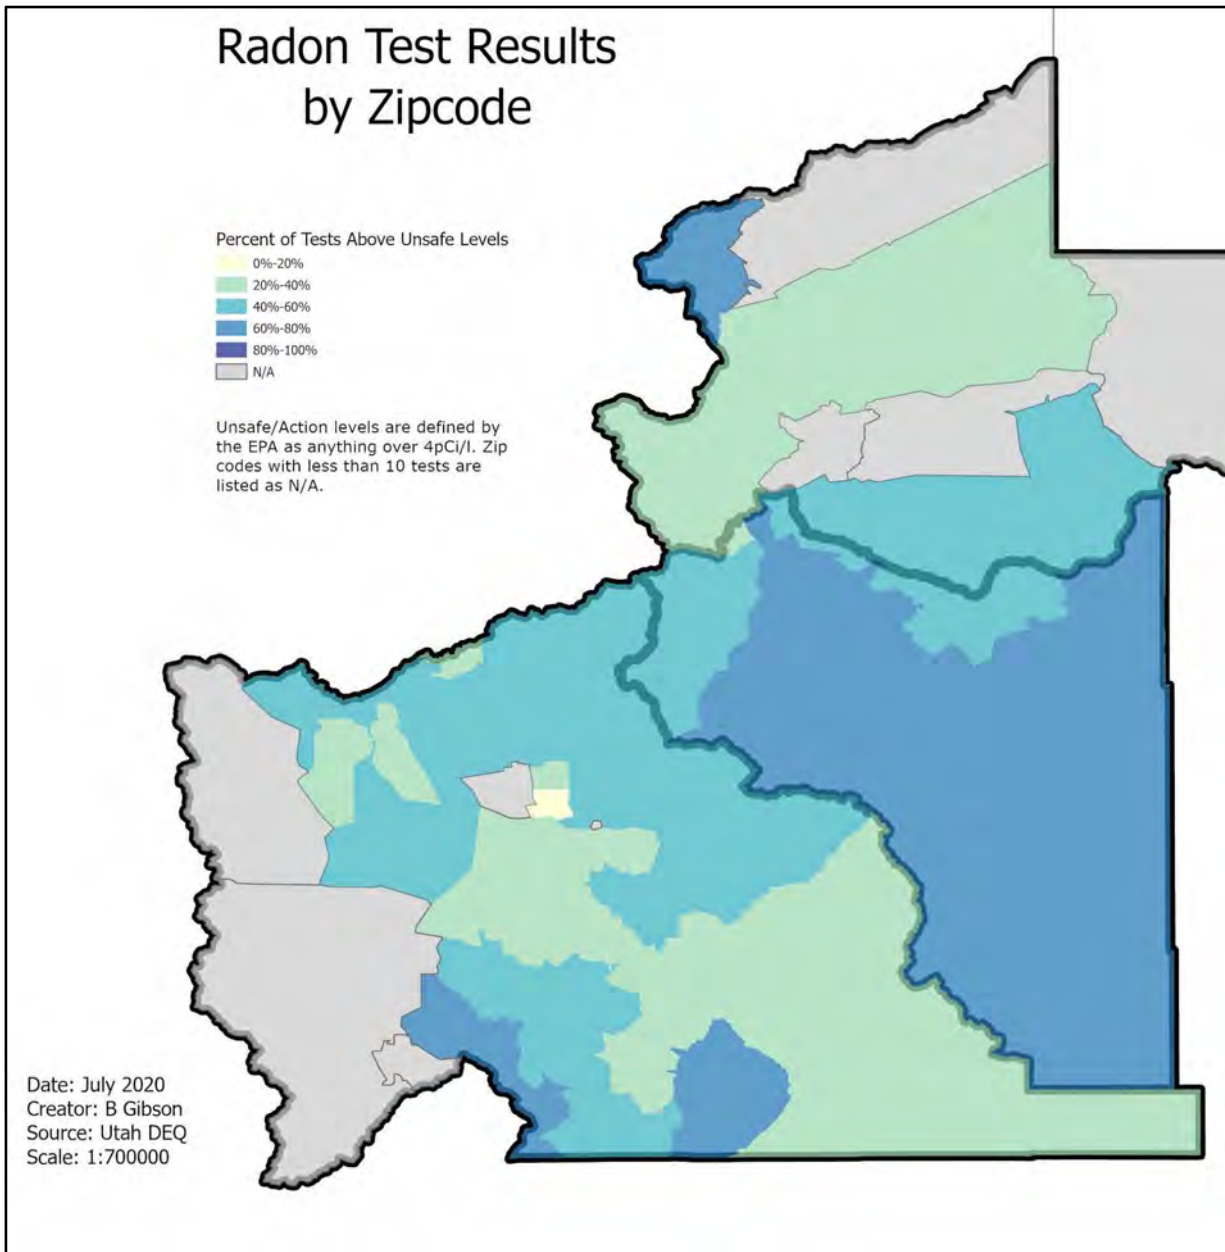 Radon Test Results
by Zipcode
Percent of Tests Above Unsafe Levels
0%-20%
20%-40%
40%-60%
60%-80%
80%-100%
N/A
Unsafe/Action levels are defined by
the EPA as anything over 4pCi/l. Zip
codes with less than 10 tests are
listed as N/A.
Date: July 2020
Creator: B Gibson
Source: Utah DEQ
Scale: 1:700000